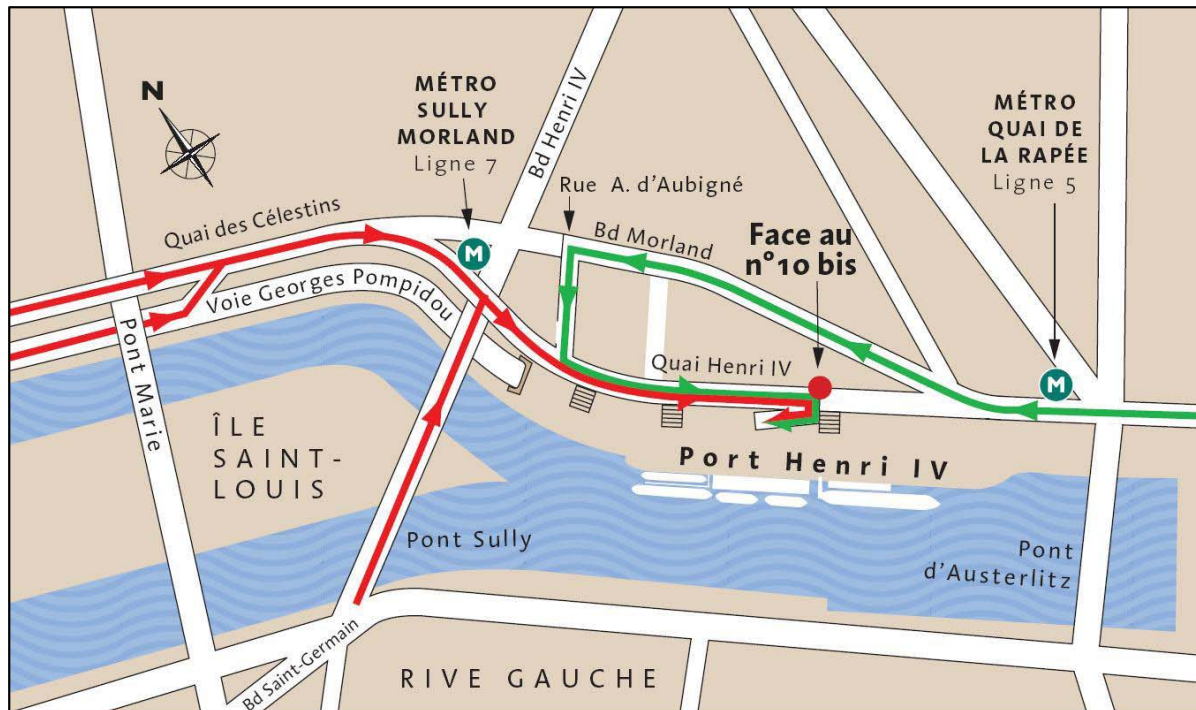 N
MÉTRO
SULLY
MORLAND
Ligne 7
Bd Henri IV
MÉTRO
QUAI DE
LA RAPÉE
Ligne 5
Rue A. d'Aubigné
Quai des Célestins
Bd Morland
Face au
n°10 bis
M
Voie Georges Pompidou
Pont Marie
Quai Henri IV
M
ÎLE
SAINT-
LOUIS
Port Henri IV
Pont Sully
Pont
d'Austerlitz
Bd Saint-Germain
RIVE GAUCHE